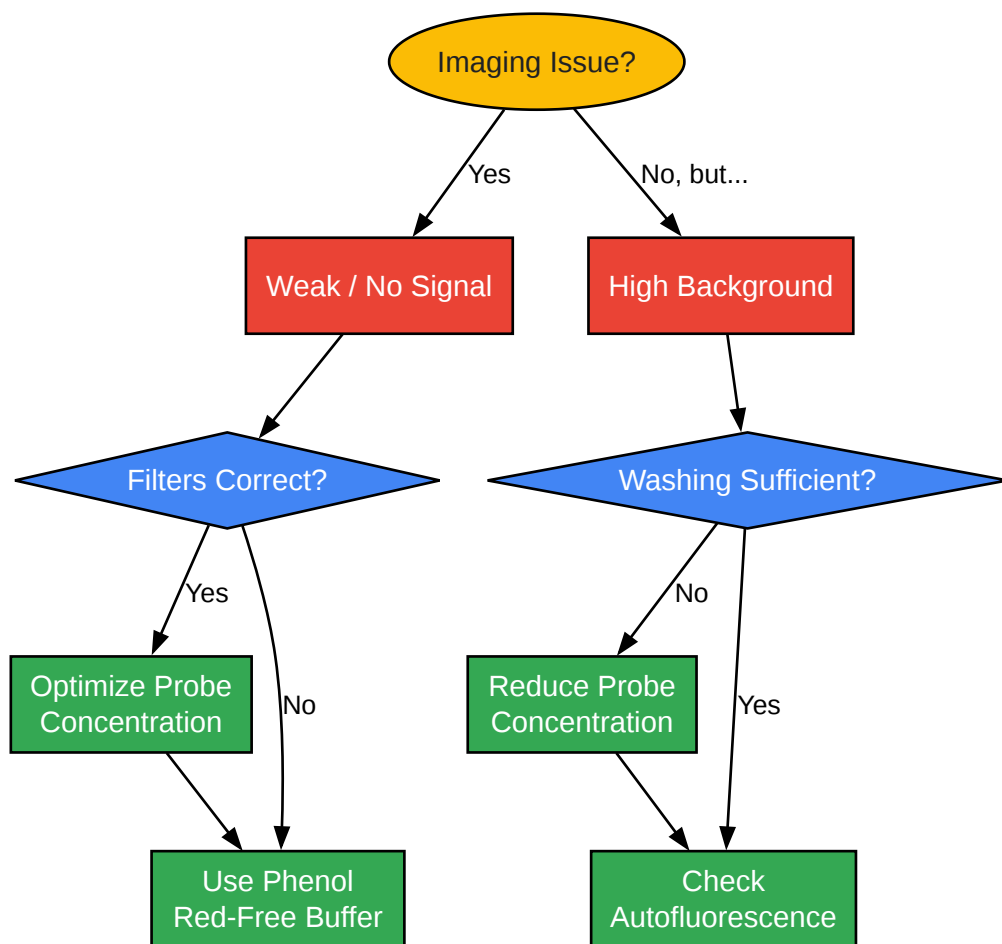 Imaging Issue?
Yes
No, but...
Weak / No Signal
High Background
Filters Correct?
Washing Sufficient?
Yes
No
Optimize Probe
Concentration
Reduce Probe
Concentration
No
Yes
Use Phenol
Red-Free Buffer
Check
Autofluorescence